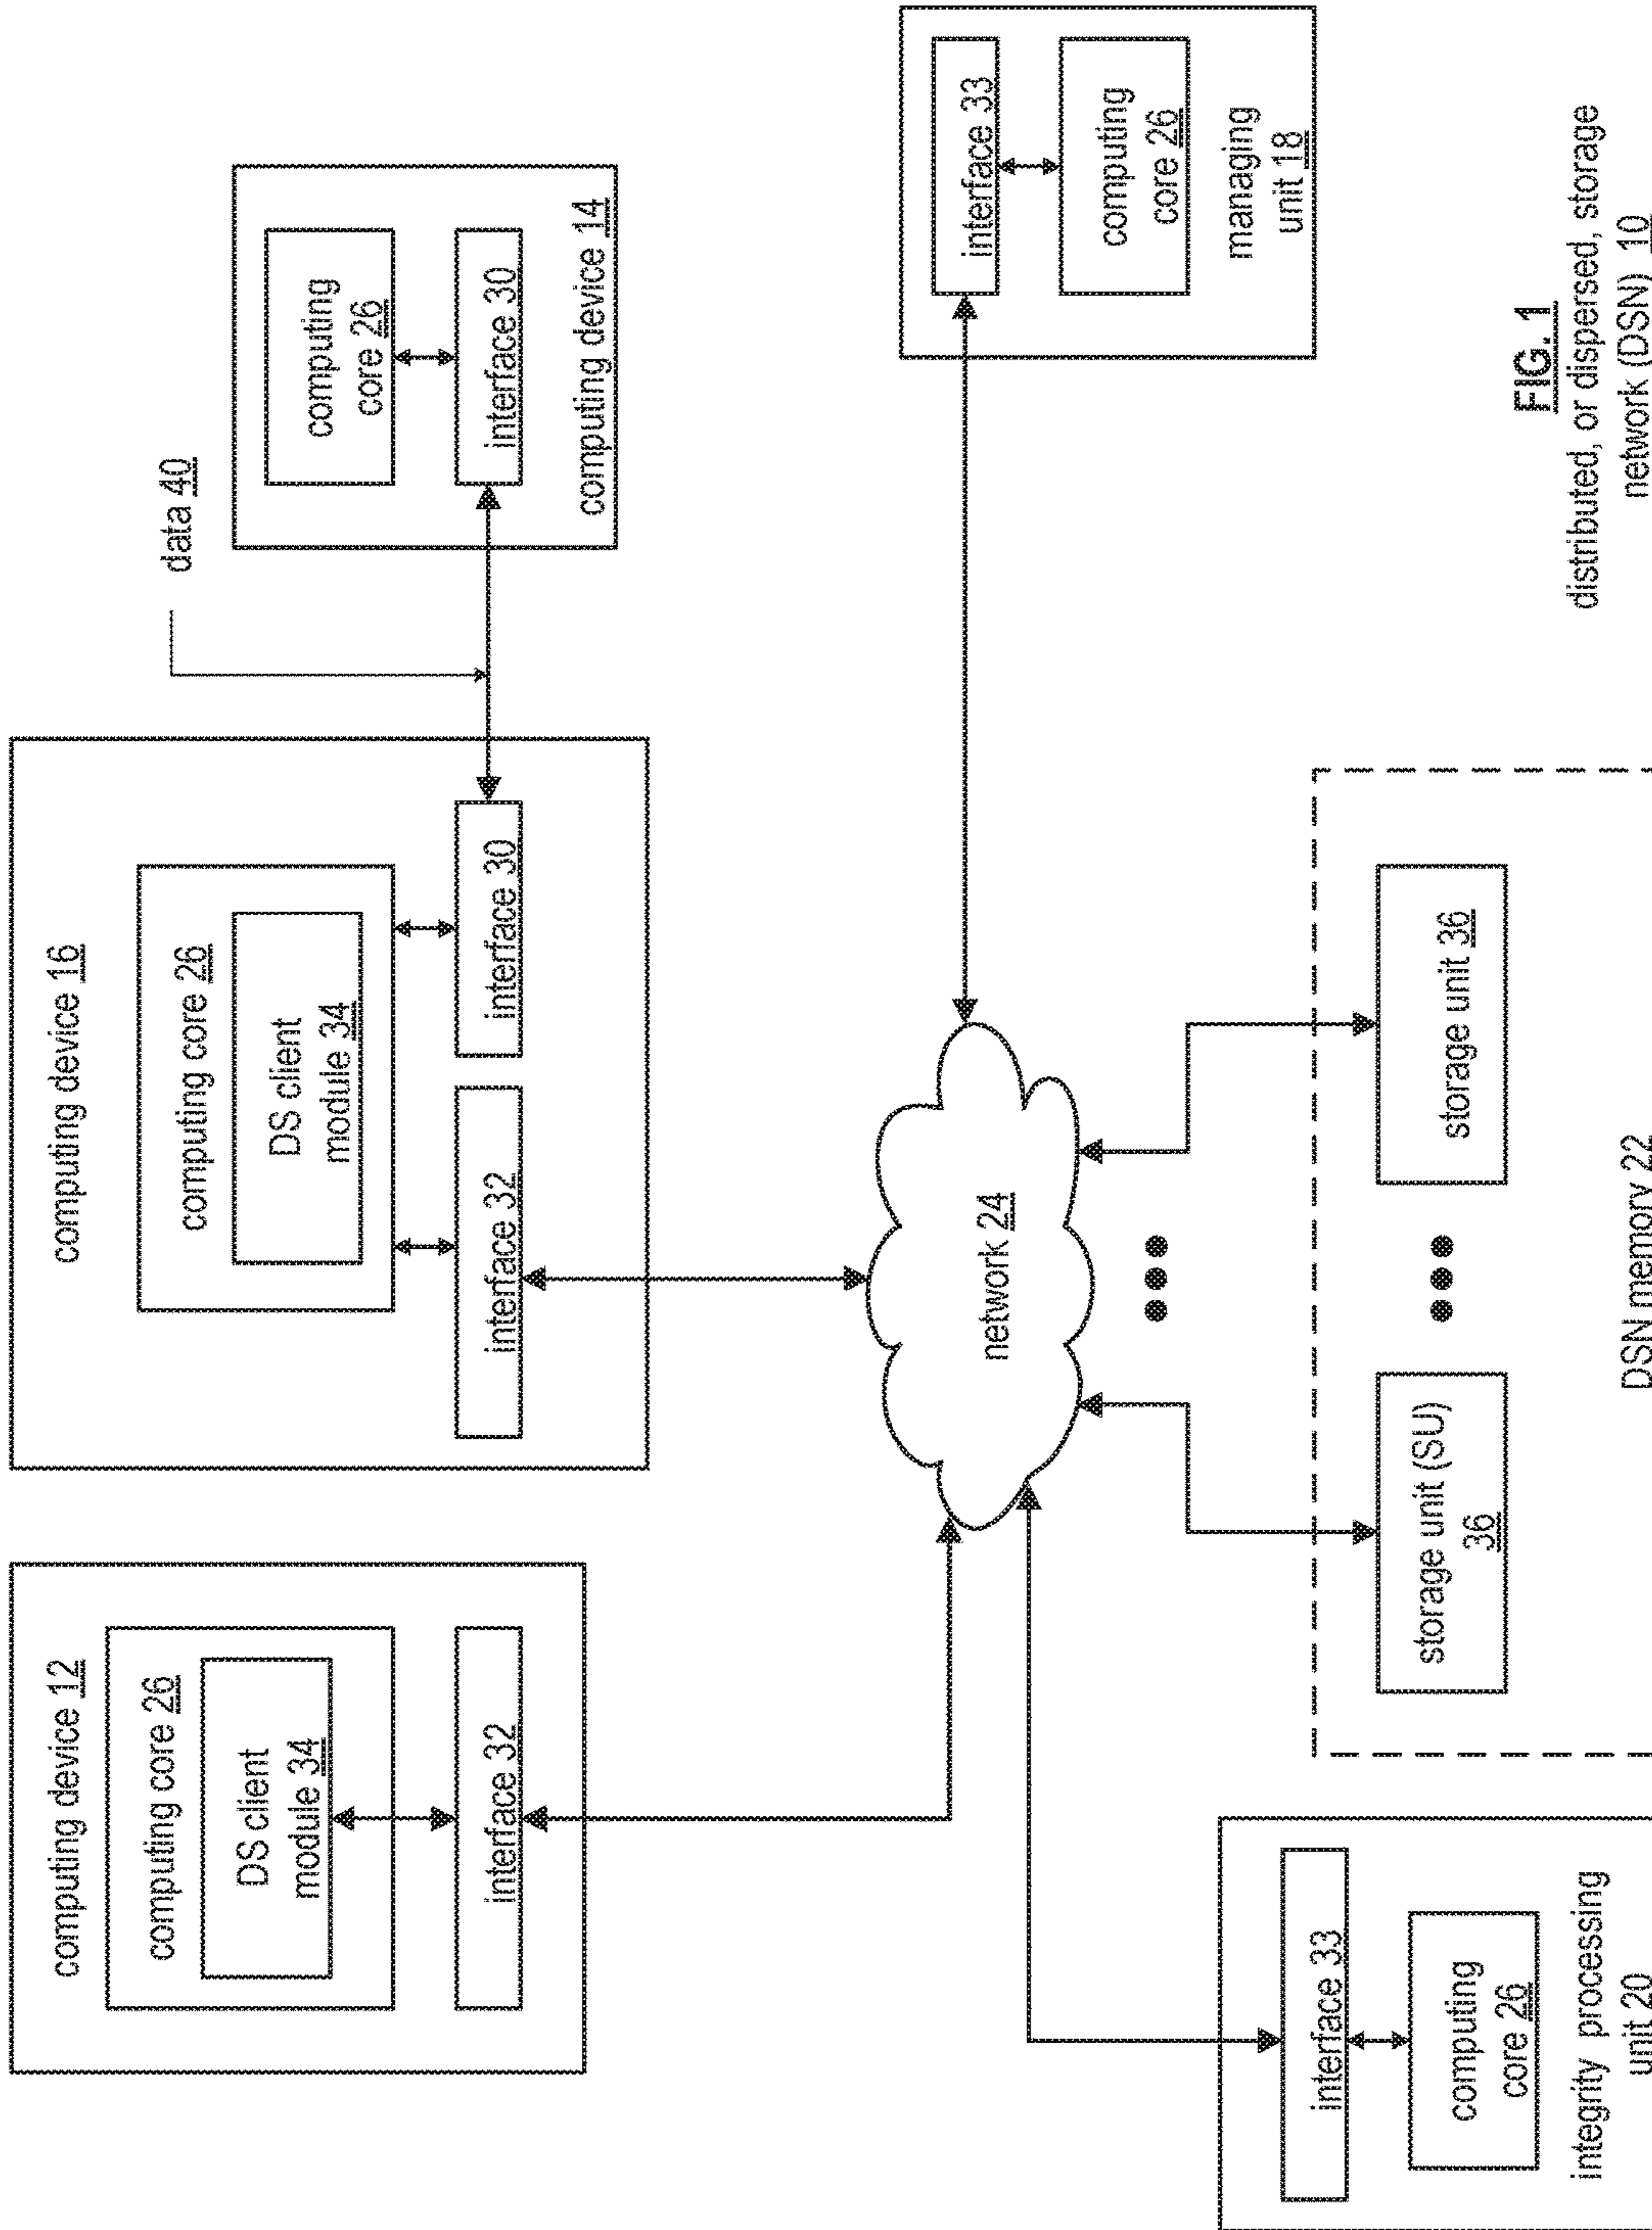 computing device 12
computing core 26
DS client
module 34
interface 32
computing device 16
computing core 26
DS client
module 34
interface 32
interface 30
data 40
computing
core 26
interface 30
computing device 14
network 24
interface 33
computing
core 26
managing
unit 18
interface 33
computing
core 26
integrity processing
unit 20
storage unit (SU)
36
storage unit 36
DSN memory 22
FIG. 1
distributed, or dispersed, storage
network (DSN) 10